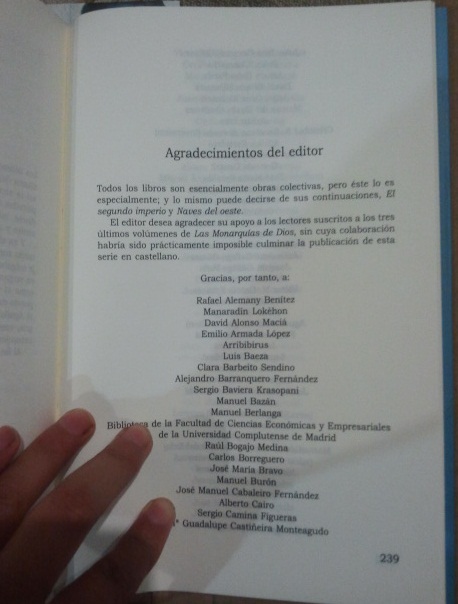 Agradecimientos del editor
Todos los libros son esencialmente obras colectivas, pero éste lo es
especialmente; y lo mismo puede decirse de sus continuaciones, El
segundo imperio y Naves del oeste.
El editor desea agradecer su apoyo a los lectores suscritos a los tres
últimos volúmenes de Las Monarquías de Dios, sin cuya colaboración
habría sido prácticamente imposible culminar la publicación de esta
serie en castellano.
Gracias, por tanto, a:
Rafael Alemany Benítez
Manaradin Lokëhon
David Alonso Maciá
Emilio Armada López
Arribibirus
Luis Baeza
Clara Barbeito Sendino
Alejandro Barranquero Fernández
Sergio Baviera Krasopani
Manuel Bazán
Manuel Berlanga
Biblioteca de la Facultad de Ciencias Económicas y Empresariales
de la Universidad Complutense de Madrid
Raúl Bogajo Medina
Carlos Borreguero
José María Bravo
Manuel Burón
José Manuel Cabaleiro Fernández
Alberto Cairo
Sergio Camina Figueras
Guadalupe Castiñeira Monteagudo
239